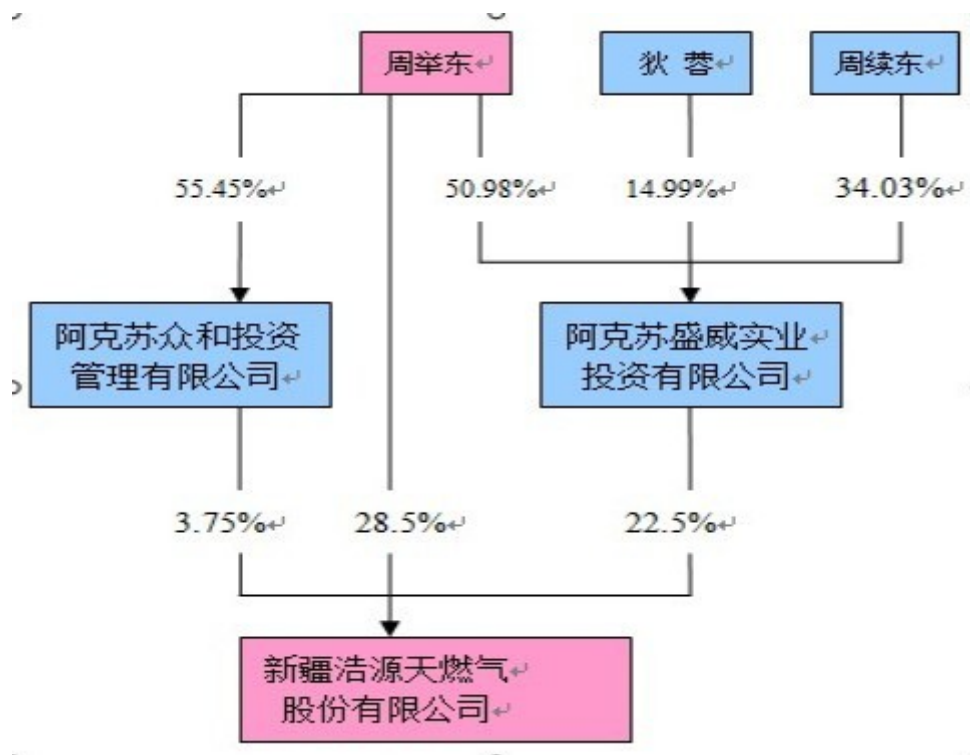 周举东
狄 蓉
周续东
55.45%
50.98%
14.99%
34.03%
阿克苏众和投资
管理有限公司
阿克苏盛威实业
投资有限公司
3.75%
28.5%
22.5%
新疆浩源天燃气
股份有限公司